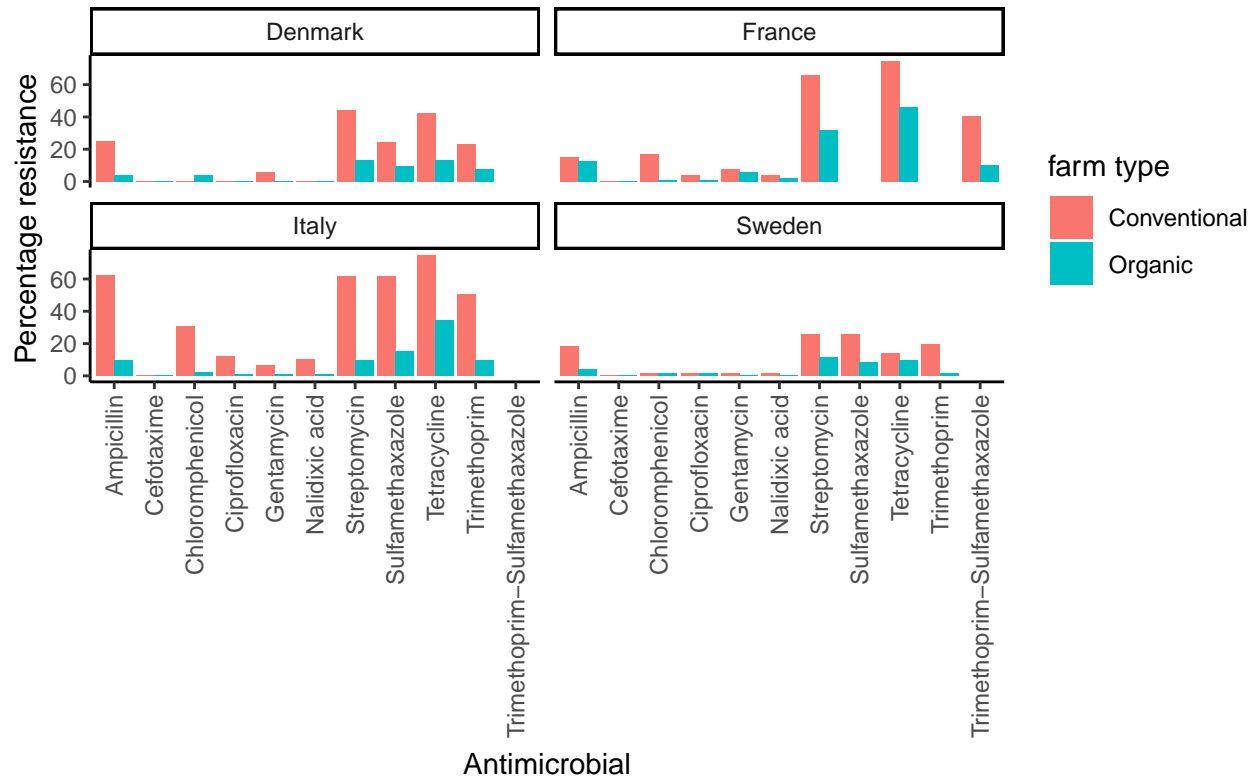 Denmark
France
Percentage resistance
60
40
20
0
Italy
Sweden
60
40
20
0
Ampicillin
Cefotaxime
Chloromphenicol
Ciprofloxacin
Gentamycin
Nalidixic acid
Streptomycin
Sulfamethaxazole
Tetracycline
Trimethoprim
Trimethoprim−Sulfamethaxazole
Ampicillin
Cefotaxime
Chloromphenicol
Ciprofloxacin
Gentamycin
Nalidixic acid
Streptomycin
Sulfamethaxazole
Tetracycline
Trimethoprim
Trimethoprim−Sulfamethaxazole
Antimicrobial
farm type
Conventional
Organic